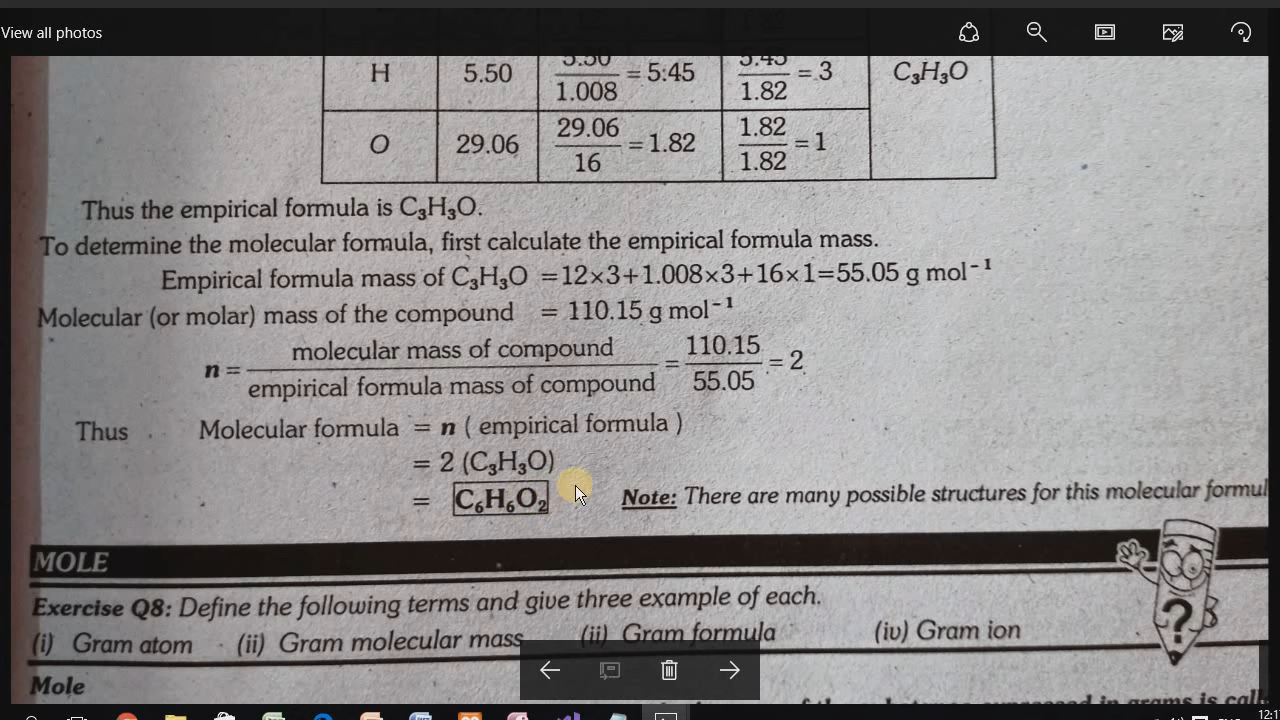 View all photos
H 5.50 5.50/1.008 = 5:45 5.45/1.82 = 3 C₃H₃O
O 29.06 29.06/16 = 1.82 1.82/1.82 = 1
Thus the empirical formula is C₃H₃O.
To determine the molecular formula, first calculate the empirical formula mass.
Empirical formula mass of C₃H₃O =12×3+1.008×3+16×1=55.05 g mol⁻¹
Molecular (or molar) mass of the compound = 110.15 g mol⁻¹
n = molecular mass of compound / empirical formula mass of compound = 110.15/55.05 = 2
Thus Molecular formula = n ( empirical formula )
= 2 (C₃H₃O)
= C₆H₆O₂ Note: There are many possible structures for this molecular formul
MOLE
Exercise Q8: Define the following terms and give three example of each.
(i) Gram atom (ii) Gram molecular mass (ii) Gram formula (iv) Gram ion
?
Mole